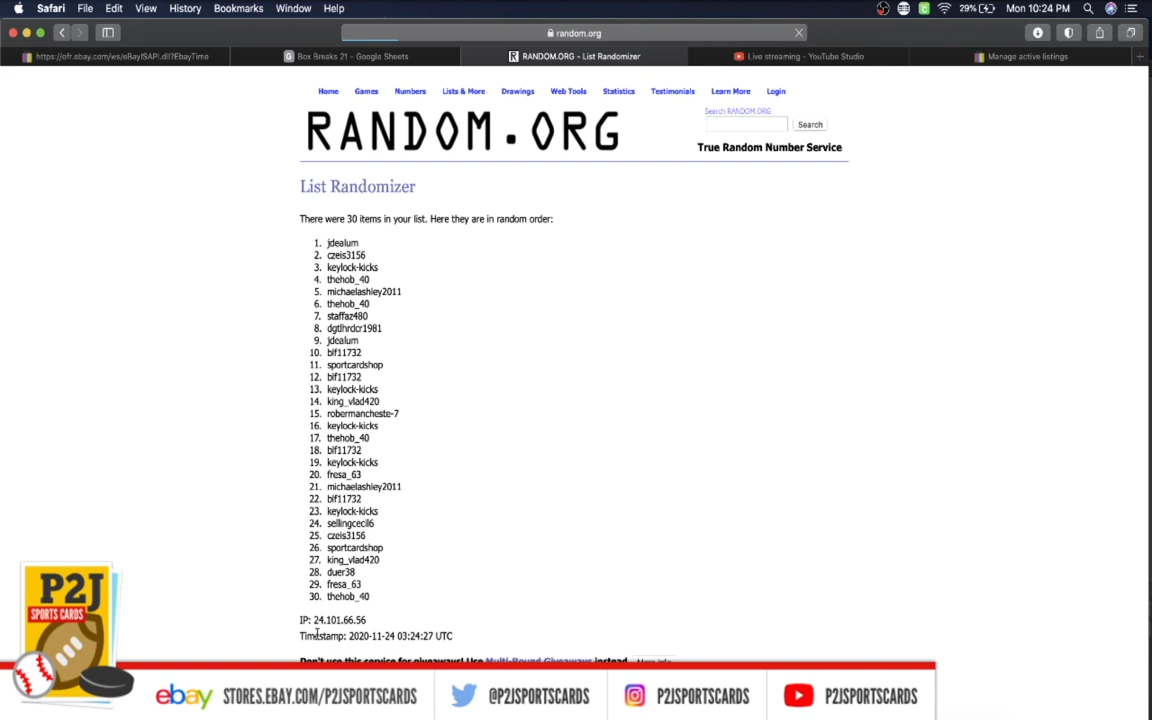 Safari File Edit View History Bookmarks Window Help 29% Mon 10:24 PM
random.org
https://ofr.ebay.com/ws/eBayISAPI.dll?EbayTime Box Breaks 21 - Google Sheets RANDOM.ORG - List Randomizer Live streaming - YouTube Studio Manage active listings
Home Games Numbers Lists & More Drawings Web Tools Statistics Testimonials Learn More Login
RANDOM.ORG
Search RANDOM.ORG
Search
True Random Number Service
List Randomizer
There were 30 items in your list. Here they are in random order:
1. jdealum
2. czeis3156
3. keylock-kicks
4. thehob_40
5. michaelashley2011
6. thehob_40
7. staffaz480
8. dgtlhrdcr1981
9. jdealum
10. blf11732
11. sportcardshop
12. blf11732
13. keylock-kicks
14. king_vlad420
15. robermancheste-7
16. keylock-kicks
17. thehob_40
18. blf11732
19. keylock-kicks
20. fresa_63
21. michaelashley2011
22. blf11732
23. keylock-kicks
24. sellingcecil6
25. czeis3156
26. sportcardshop
27. king_vlad420
28. duer38
29. fresa_63
30. thehob_40
IP: 24.101.66.56
Timestamp: 2020-11-24 03:24:27 UTC
Don't use this service for giveaways! Use Multi-Round Giveaways instead. More Info
P2J
SPORTS CARDS
ebay STORES.EBAY.COM/P2JSPORTSCARDS @P2JSPORTSCARDS P2JSPORTSCARDS P2JSPORTSCARDS